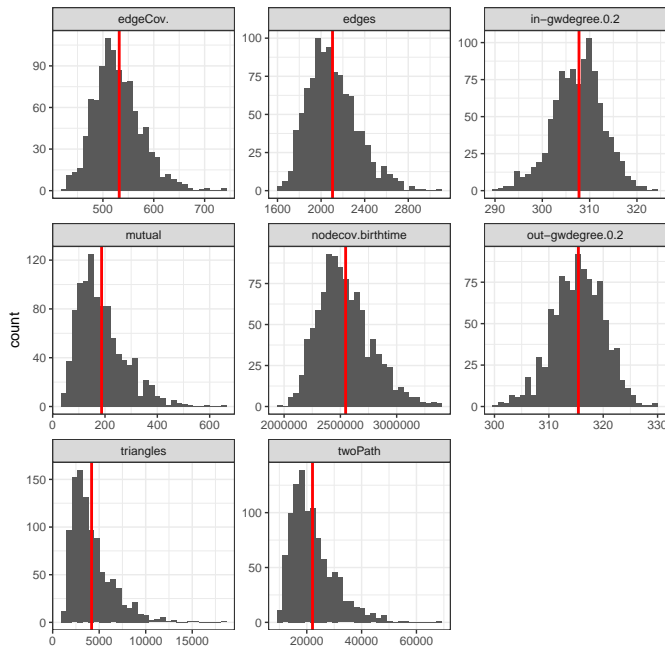 edgeCov. edges in−gwdegree.0.2
0 30 60 90
500 600 700
0 25 50 75 100
1600 2000 2400 2800
0 25 50 75 100
290 300 310 320
mutual nodecov.birthtime out−gwdegree.0.2
count
0 40 80 120
0 200 400 600
0 25 50 75
2000000 2500000 3000000
0 25 50 75
300 310 320 330
triangles twoPath
0 50 100 150
0 5000 10000 15000
0 50 100
20000 40000 60000